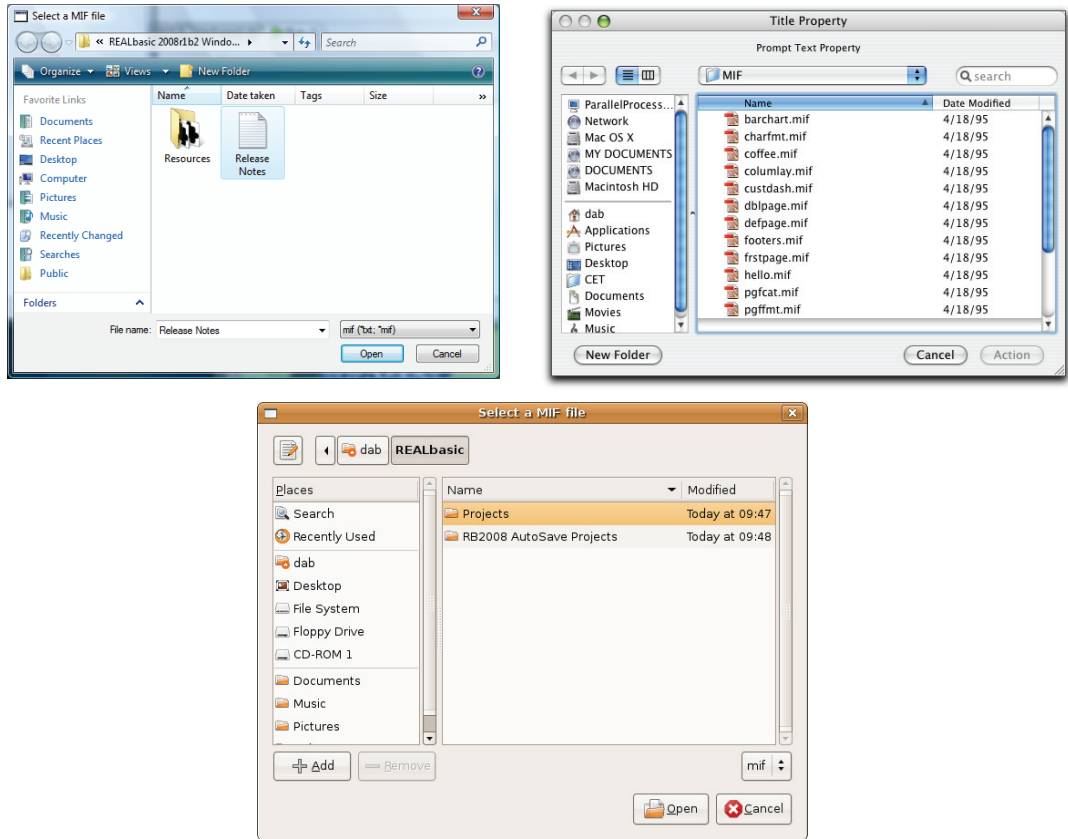 Select a MIF file
« REALbasic 2008r1b2 Windo...
Search
Organize Views New Folder
Favorite Links
Documents
Recent Places
Desktop
Computer
Pictures
Music
Recently Changed
Searches
Public
Folders
Name Date taken Tags Size »
Resources
Release
Notes
File name: Release Notes
mif (*txt; *mif)
Open Cancel
Title Property
Prompt Text Property
MIF
search
ParallelProcess...
Network
Mac OS X
MY DOCUMENTS
DOCUMENTS
Macintosh HD
dab
Applications
Pictures
Desktop
CET
Documents
Movies
Music
Name Date Modified
barchart.mif 4/18/95
charfmt.mif 4/18/95
coffee.mif 4/18/95
columlay.mif 4/18/95
custdash.mif 4/18/95
dblpage.mif 4/18/95
defpage.mif 4/18/95
footers.mif 4/18/95
frstpage.mif 4/18/95
hello.mif 4/18/95
pgfcat.mif 4/18/95
pgffmt.mif 4/18/95
New Folder Cancel Action
Select a MIF file
dab REALbasic
Places
Search
Recently Used
dab
Desktop
File System
Floppy Drive
CD-ROM 1
Documents
Music
Pictures
Name Modified
Projects Today at 09:47
RB2008 AutoSave Projects Today at 09:48
Add Remove
mif
Open Cancel